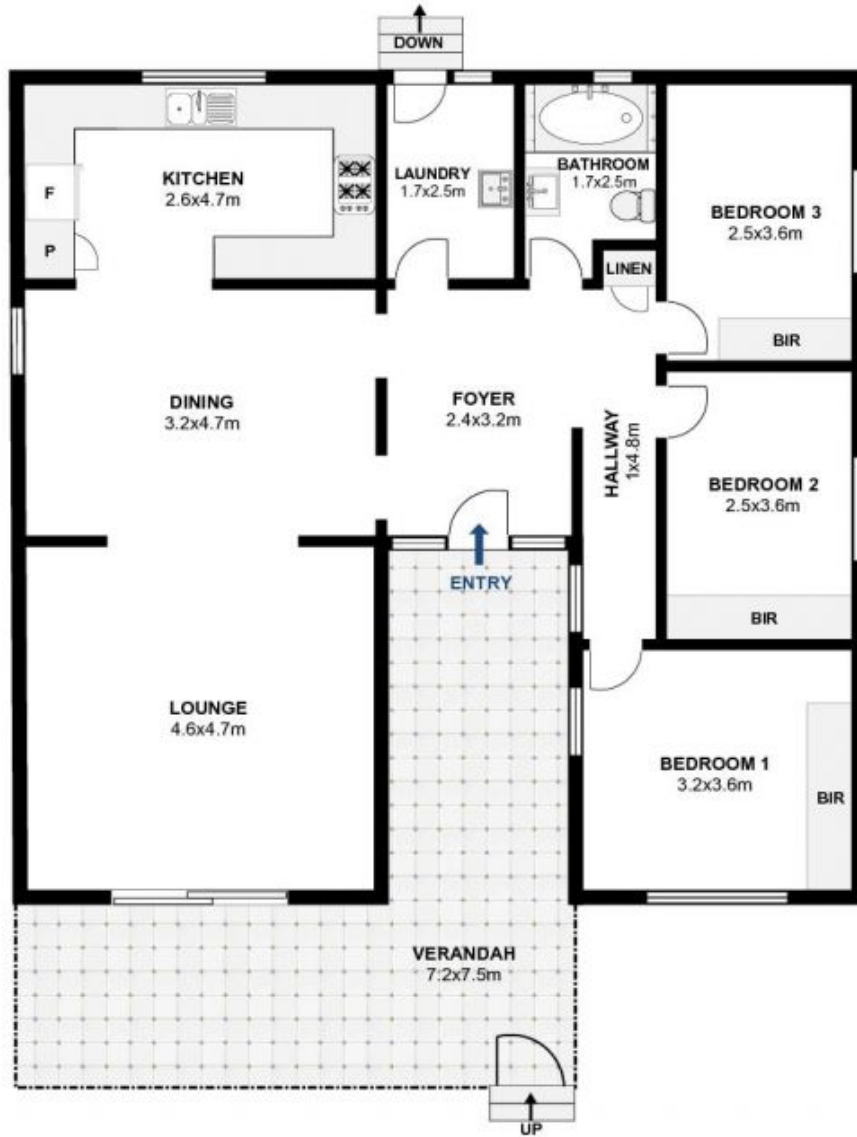 DOWN
KITCHEN
2.6x4.7m
F
P
LAUNDRY
1.7x2.5m
BATHROOM
1.7x2.5m
LINEN
BEDROOM 3
2.5x3.6m
BIR
DINING
3.2x4.7m
FOYER
2.4x3.2m
HALLWAY
1x4.8m
BEDROOM 2
2.5x3.6m
BIR
ENTRY
LOUNGE
4.6x4.7m
BEDROOM 1
3.2x3.6m
BIR
VERANDAH
7.2x7.5m
UP